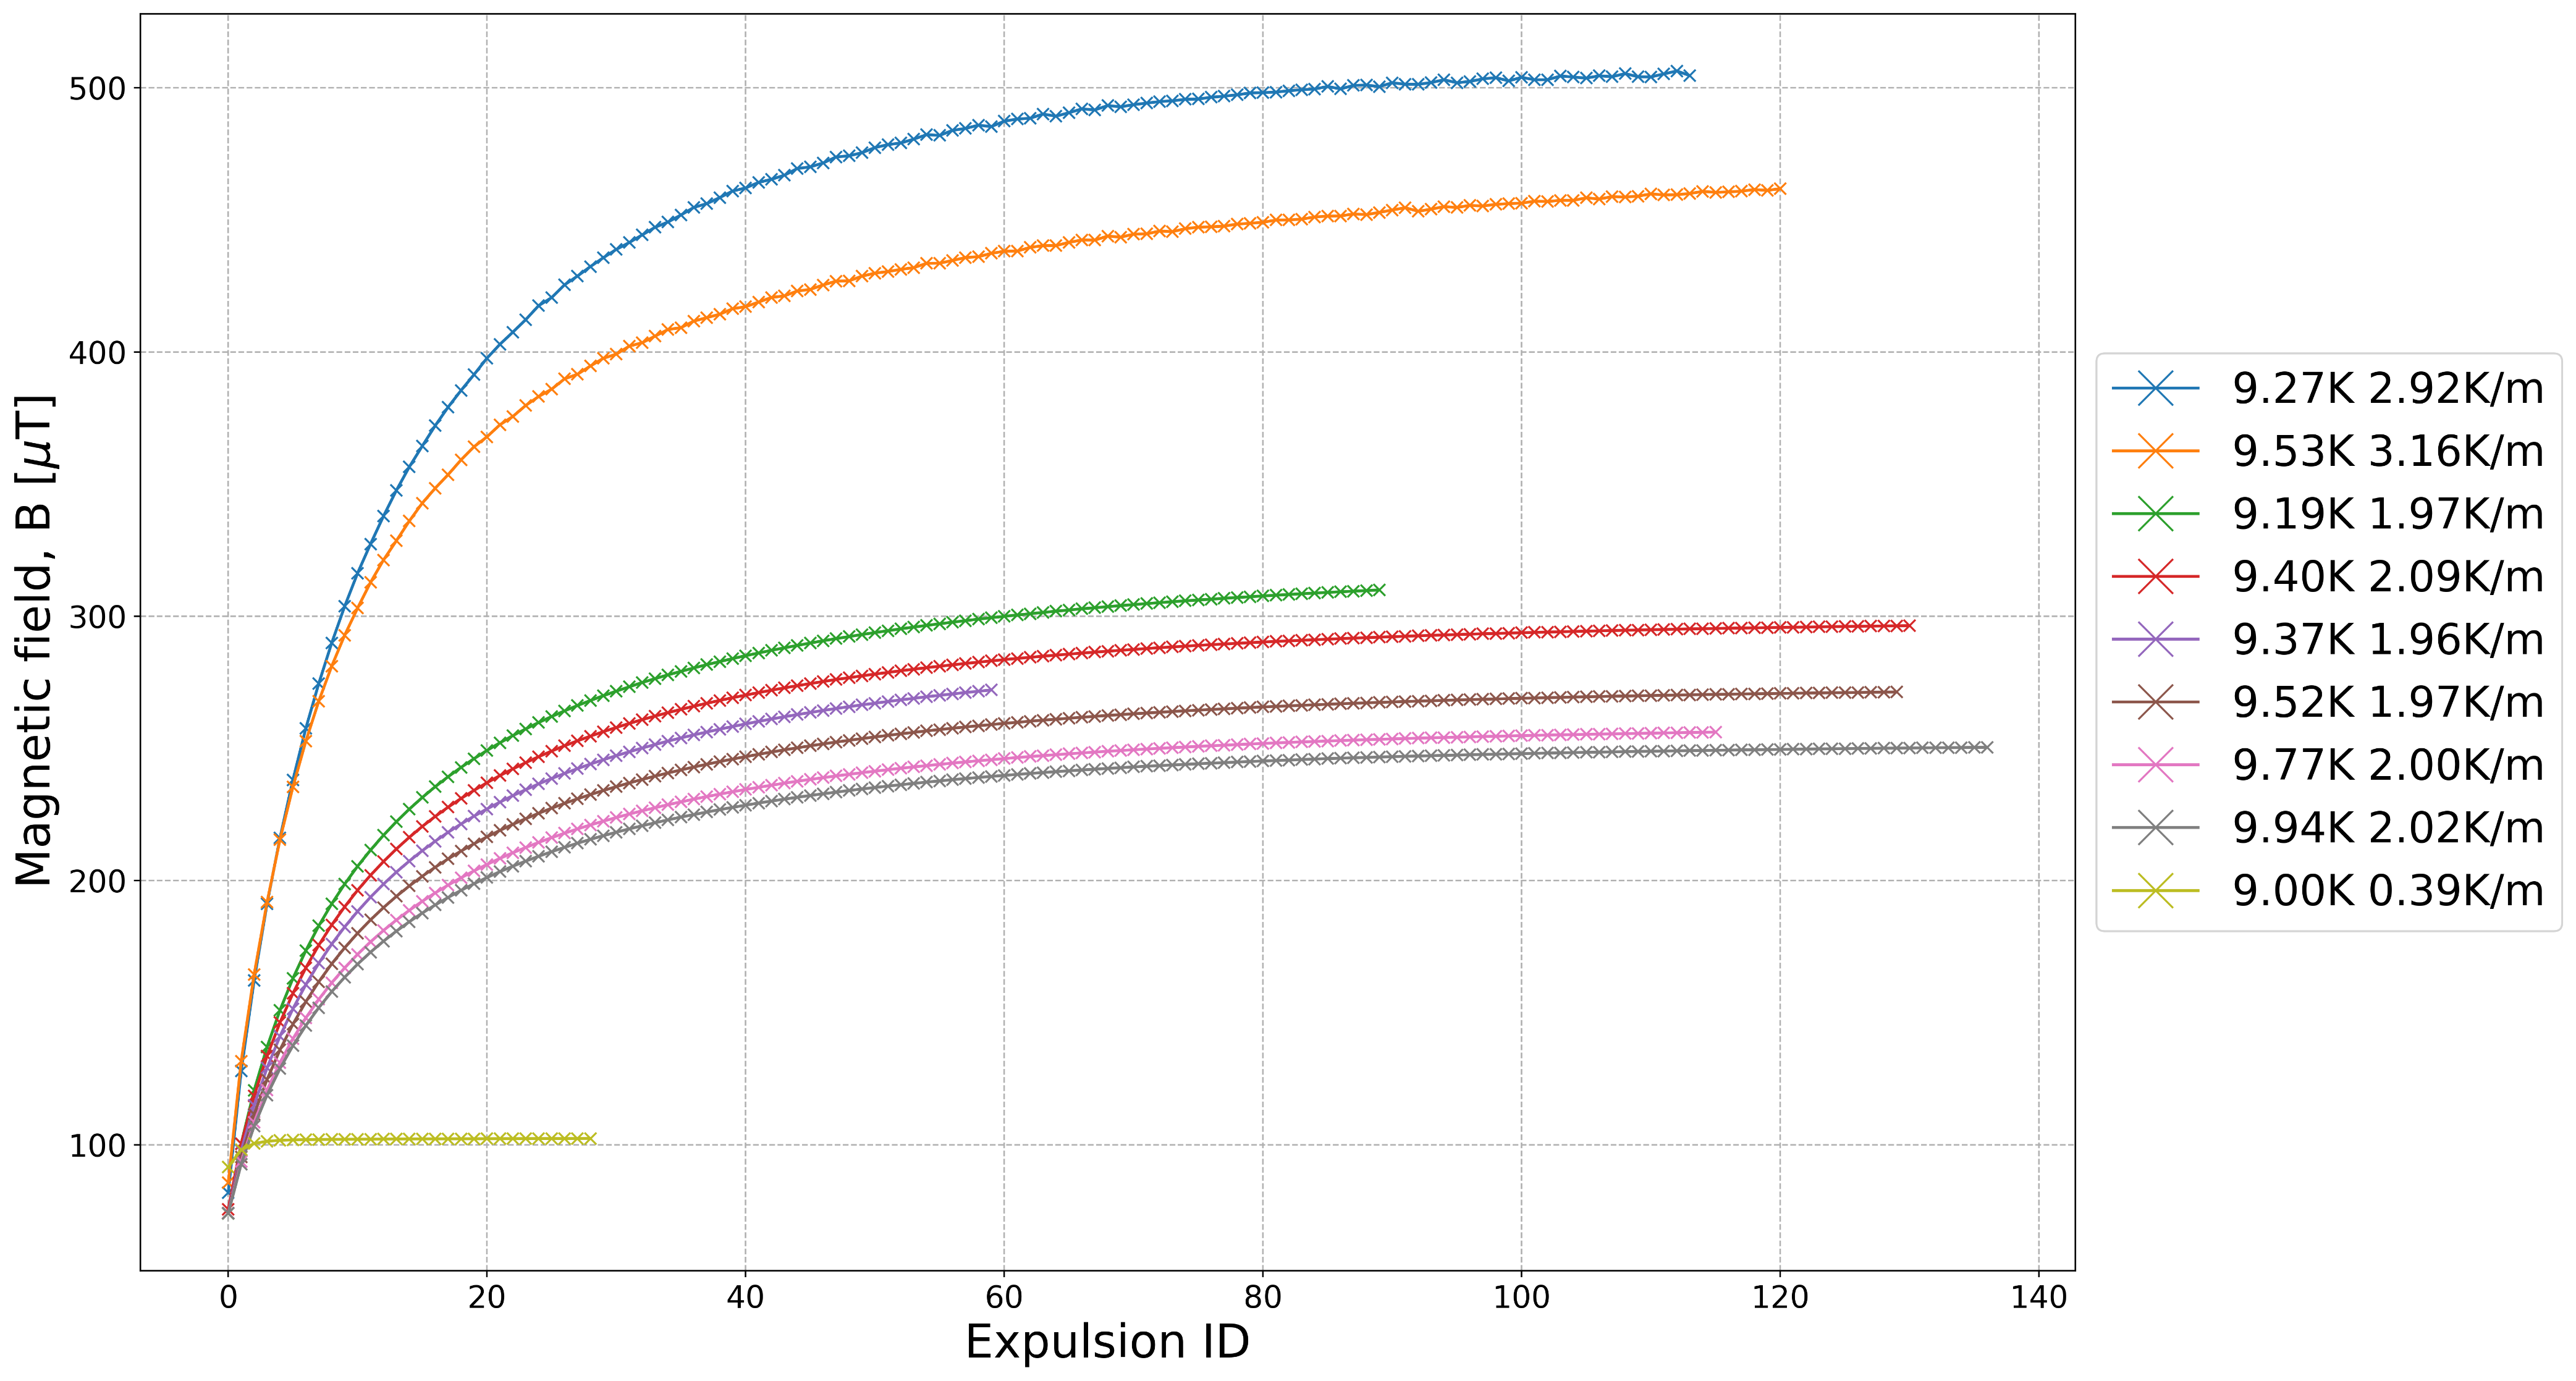 Magnetic field, B [μT]
500
400
300
200
100
0 20 40 60 80 100 120 140
Expulsion ID
9.27K 2.92K/m
9.53K 3.16K/m
9.19K 1.97K/m
9.40K 2.09K/m
9.37K 1.96K/m
9.52K 1.97K/m
9.77K 2.00K/m
9.94K 2.02K/m
9.00K 0.39K/m